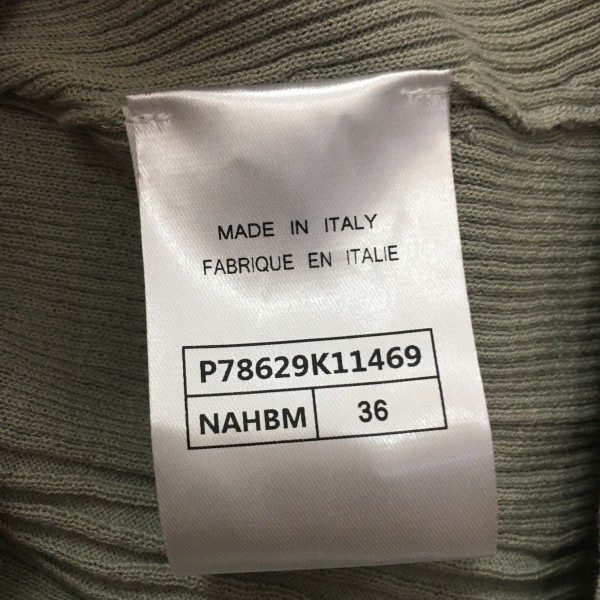 MADE IN ITALY
FABRIQUE EN ITALIE
P78629K11469
NAHBM 36